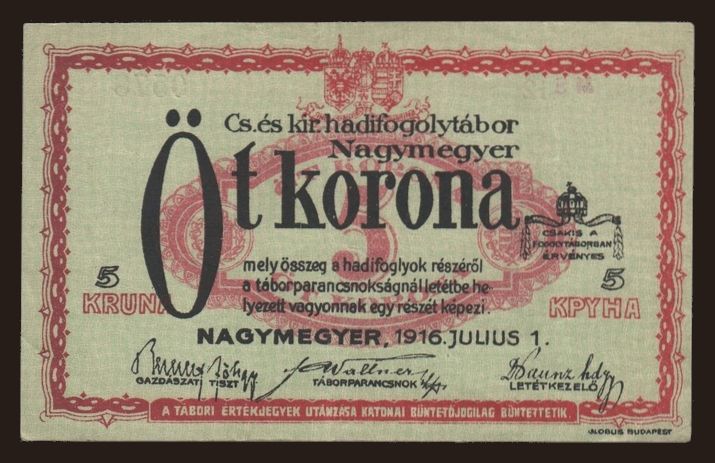 Cs. és kir. hadifogolytábor
Nagymegyer
Öt korona
CSAKIS A
FOGOLYTÁBORBAN
ÉRVÉNYES
mely összeg a hadifoglyok részéről
a táborparancsnokságnál letétbe he-
lyezett vagyonnak egy részét képezi.
5
KRUNA
5
КРУНА
5
NAGYMEGYER, 1916. JULIUS 1.
Wallner
GAZDÁSZATI TISZT
TÁBORPARANCSNOK
LETÉTKEZELŐ
A TÁBORI ÉRTÉKJEGYEK UTÁNZÁSA KATONAI BÜNTETŐJOGILAG BÜNTETTETIK.
GLOBUS BUDAPEST